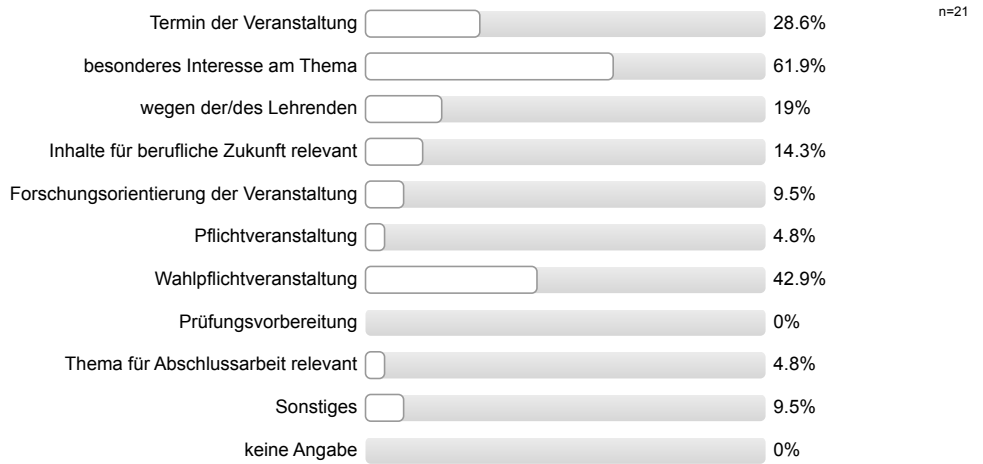 n=21
Termin der Veranstaltung 28.6%
besonderes Interesse am Thema 61.9%
wegen der/des Lehrenden 19%
Inhalte für berufliche Zukunft relevant 14.3%
Forschungsorientierung der Veranstaltung 9.5%
Pflichtveranstaltung 4.8%
Wahlpflichtveranstaltung 42.9%
Prüfungsvorbereitung 0%
Thema für Abschlussarbeit relevant 4.8%
Sonstiges 9.5%
keine Angabe 0%